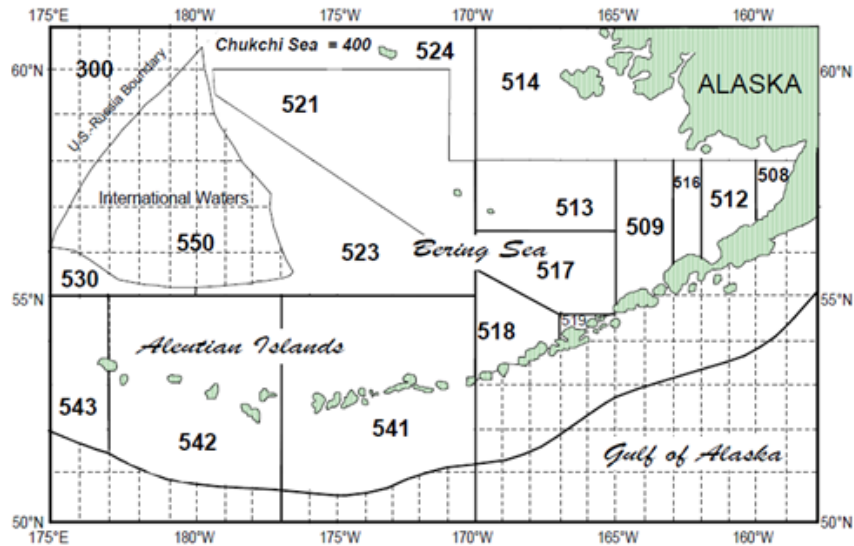 175°E 180°W 175°W 170°W 165°W 160°W
Chukchi Sea = 400 524
60°N 300 514 ALASKA 60°N
U.S.-Russia Boundary
521
516 512 508
International Waters 513 509
550 523 Bering Sea
530 517
55°N 55°N
519
518
Aleutian Islands
543 542 541
Gulf of Alaska
50°N 50°N
175°E 180°W 175°W 170°W 165°W 160°W